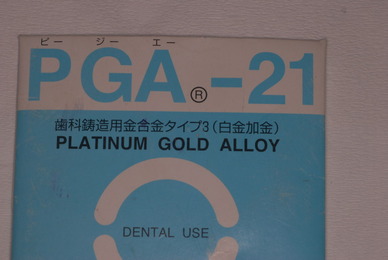 ピー ジー エー
PGA®-21
歯科鋳造用金合金タイプ3(白金加金)
PLATINUM GOLD ALLOY
DENTAL USE